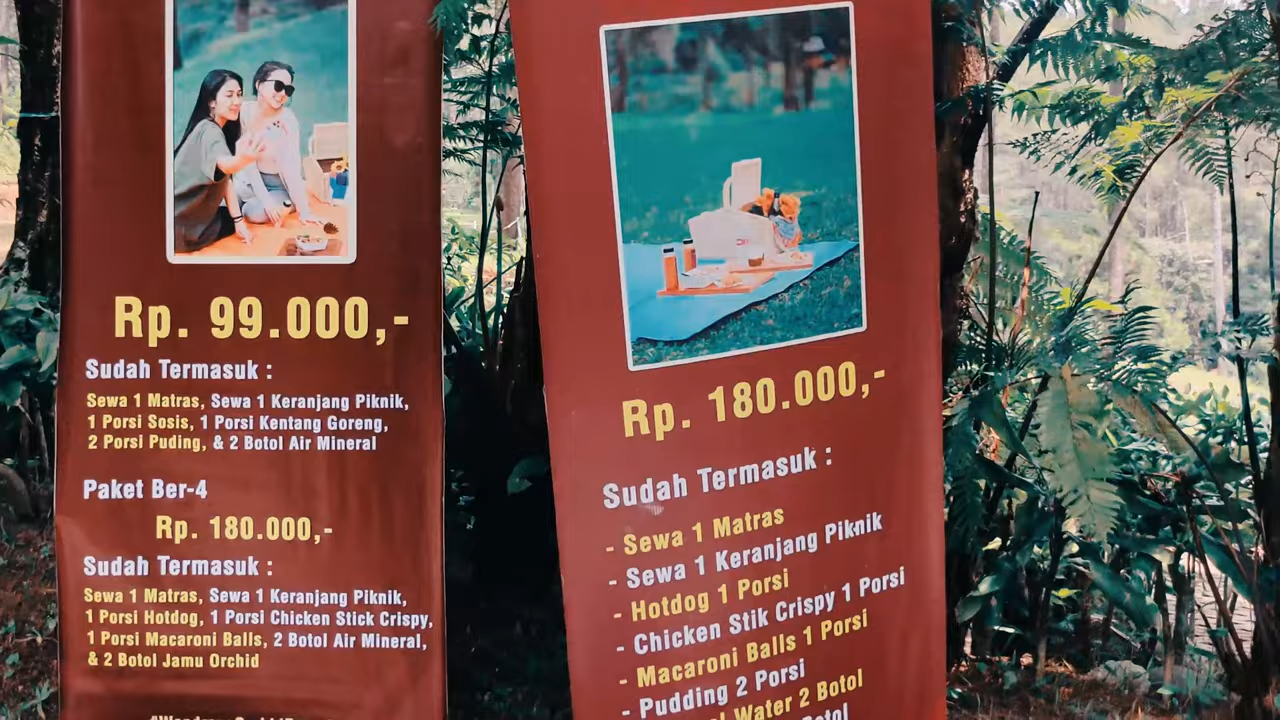 Rp. 99.000,-
Sudah Termasuk :
Sewa 1 Matras, Sewa 1 Keranjang Piknik,
1 Porsi Sosis, 1 Porsi Kentang Goreng,
2 Porsi Puding, & 2 Botol Air Mineral
Paket Ber-4
Rp. 180.000,-
Sudah Termasuk :
Sewa 1 Matras, Sewa 1 Keranjang Piknik,
1 Porsi Hotdog, 1 Porsi Chicken Stick Crispy,
1 Porsi Macaroni Balls, 2 Botol Air Mineral,
& 2 Botol Jamu Orchid
Rp. 180.000,-
Sudah Termasuk :
- Sewa 1 Matras
- Sewa 1 Keranjang Piknik
- Hotdog 1 Porsi
- Chicken Stik Crispy 1 Porsi
- Macaroni Balls 1 Porsi
- Pudding 2 Porsi
Water 2 Botol
Botol